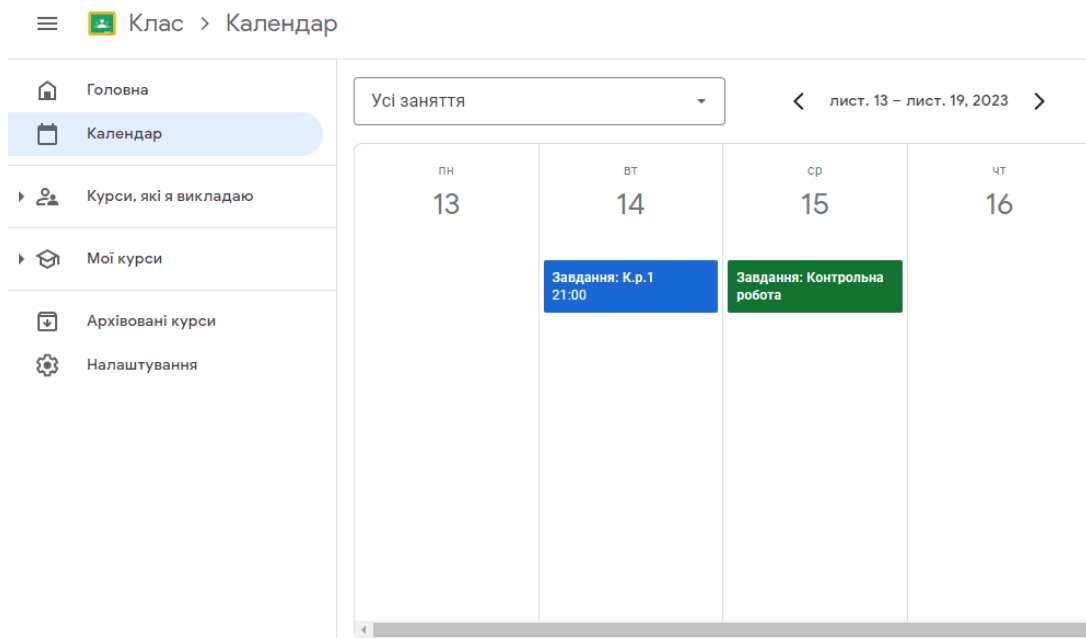 Клас > Календар
Головна
Календар
Курси, які я викладаю
Мої курси
Архівовані курси
Налаштування
Усі заняття
лист. 13 – лист. 19, 2023
ПН
13
ВТ
14
СР
15
ЧТ
16
Завдання: К.р.1
21:00
Завдання: Контрольна
робота